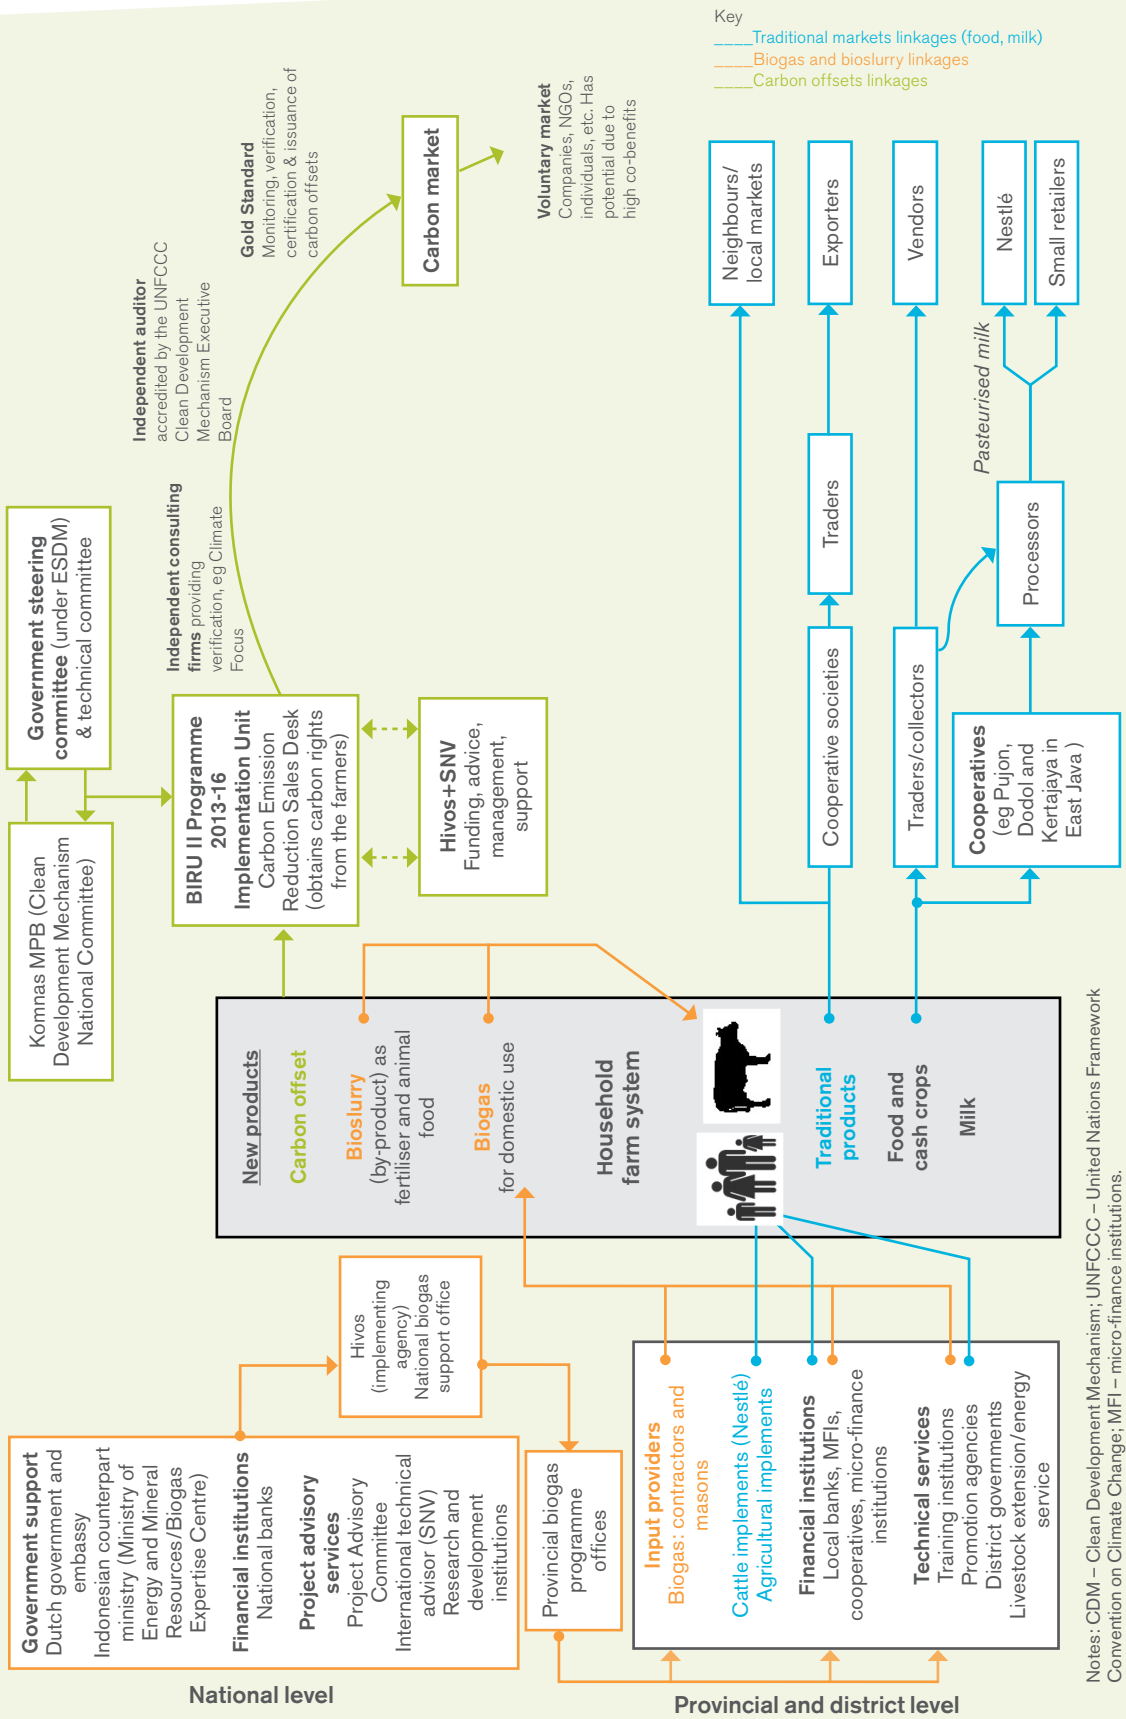 Key
____Traditional markets linkages (food, milk)
____Biogas and bioslurry linkages
____Carbon offsets linkages
National level
Government support
Dutch government and
embassy
Indonesian counterpart
ministry (Ministry of
Energy and Mineral
Resources/Biogas
Expertise Centre)
Financial institutions
National banks
Project advisory
services
Project Advisory
Committee
International technical
advisor (SNV)
Research and
development
institutions
Hivos
(implementing
agency)
National biogas
support office
Provincial biogas
programme
offices
Provincial and district level
Input providers
Biogas: contractors and
masons
Cattle implements (Nestlé)
Agricultural implements
Financial institutions
Local banks, MFIs,
cooperatives, micro-finance
institutions
Technical services
Training institutions
Promotion agencies
District governments
Livestock extension/energy
service
New products
Carbon offset
Bioslurry
(by-product) as
fertiliser and animal
food
Biogas
for domestic use
Household
farm system
Traditional
products
Food and
cash crops
Milk
Komnas MPB (Clean
Development Mechanism
National Committee)
Government steering
committee (under ESDM)
& technical committee
BIRU II Programme
2013-16
Implementation Unit
Carbon Emission
Reduction Sales Desk
(obtains carbon rights
from the farmers)
Hivos+SNV
Funding, advice,
management,
support
Independent consulting
firms providing
verification, eg Climate
Focus
Independent auditor
accredited by the UNFCCC
Clean Development
Mechanism Executive
Board
Gold Standard
Monitoring, verification,
certification & issuance of
carbon offsets
Carbon market
Voluntary market
Companies, NGOs,
individuals, etc. Has
potential due to
high co-benefits
Neighbours/
local markets
Cooperative societies
Traders
Exporters
Traders/collectors
Vendors
Cooperatives
(eg Pujon,
Dodol and
Kertajaya in
East Java )
Processors
Pasteurised milk
Nestlé
Small retailers
Notes: CDM – Clean Development Mechanism; UNFCCC – United Nations Framework
Convention on Climate Change; MFI – micro-finance institutions.